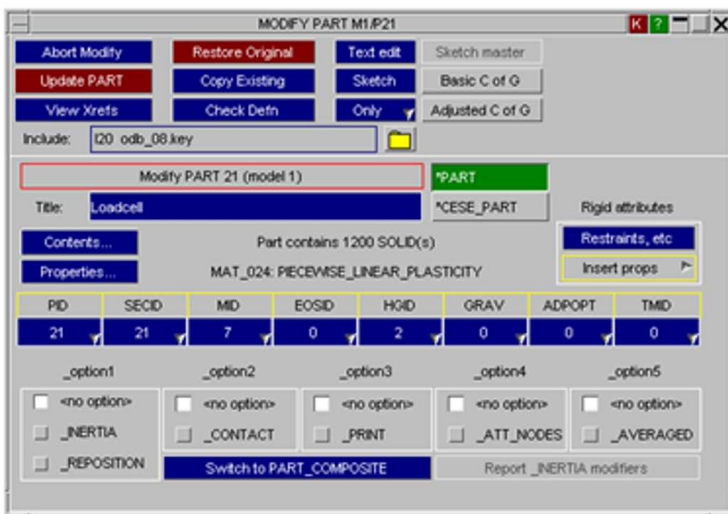 MODIFY PART M1/P21 K ?
Abort Modify Restore Original Text edit Sketch master
Update PART Copy Existing Sketch Basic C of G
View Xrefs Check Defn Only Adjusted C of G
Include: I20 odb_08.key
Modify PART 21 (model 1) *PART
Title: Loadcell *CESE_PART Rigid attributes
Contents... Part contains 1200 SOLID(s) Restraints, etc
Properties... MAT_024: PIECEWISE_LINEAR_PLASTICITY Insert props
PID SECID MID EOSID HGID GRAV ADPOPT TMID
21 21 7 0 2 0 0 0
_option1 _option2 _option3 _option4 _option5
<no option> <no option> <no option> <no option> <no option>
_INERTIA _CONTACT _PRINT _ATT_NODES _AVERAGED
_REPOSITION Switch to PART_COMPOSITE Report _INERTIA modifiers